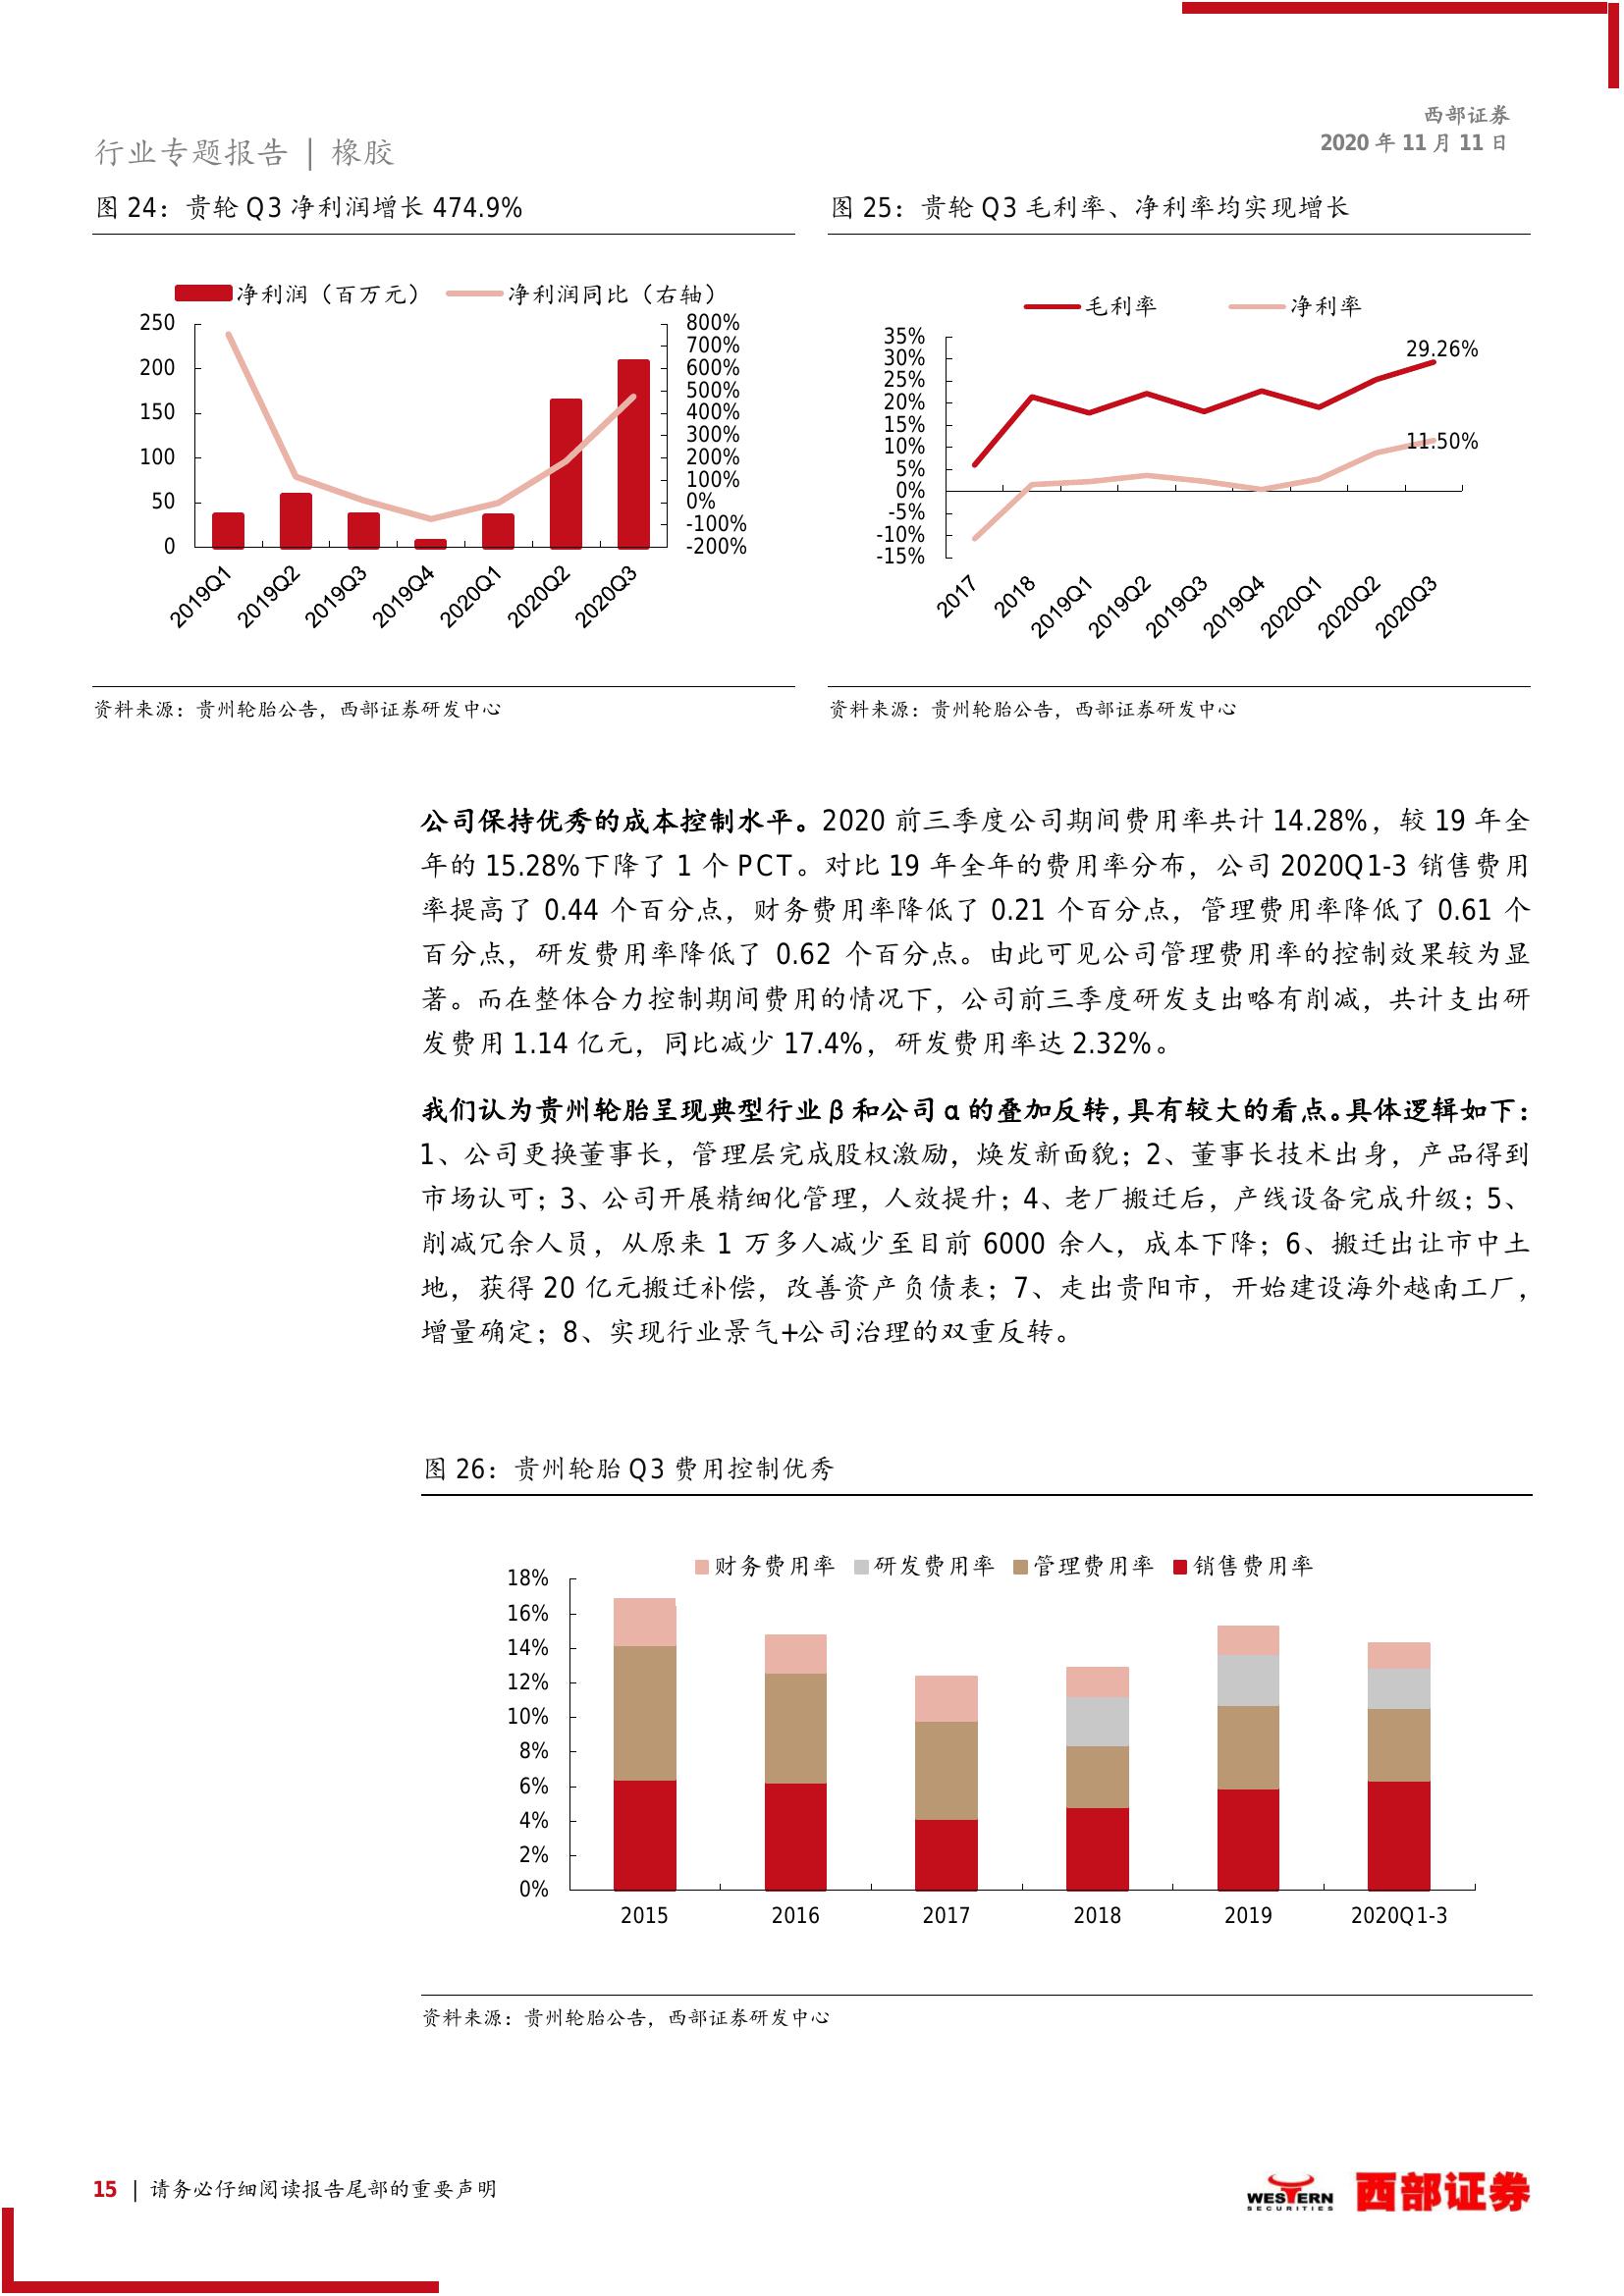 西部证券
2020 年 11 月 11 日
行业专题报告 | 橡胶
图 24：贵轮 Q3 净利润增长 474.9%
净利润（百万元）
净利润同比（右轴）
250
200
150
100
50
0
800%
700%
600%
500%
400%
300%
200%
100%
0%
-100%
-200%
2019Q1
2019Q2
2019Q3
2019Q4
2020Q1
2020Q2
2020Q3
资料来源：贵州轮胎公告，西部证券研发中心
图 25：贵轮 Q3 毛利率、净利率均实现增长
毛利率
净利率
35%
30%
25%
20%
15%
10%
5%
0%
-5%
-10%
-15%
29.26%
11.50%
2017
2018
2019Q1
2019Q2
2019Q3
2019Q4
2020Q1
2020Q2
2020Q3
资料来源：贵州轮胎公告，西部证券研发中心
公司保持优秀的成本控制水平。2020 前三季度公司期间费用率共计 14.28%，较 19 年全
年的 15.28%下降了 1 个 PCT。对比 19 年全年的费用率分布，公司 2020Q1-3 销售费用
率提高了 0.44 个百分点，财务费用率降低了 0.21 个百分点，管理费用率降低了 0.61 个
百分点，研发费用率降低了 0.62 个百分点。由此可见公司管理费用率的控制效果较为显
著。而在整体合力控制期间费用的情况下，公司前三季度研发支出略有削减，共计支出研
发费用 1.14 亿元，同比减少 17.4%，研发费用率达 2.32%。
我们认为贵州轮胎呈现典型行业 β 和公司 α 的叠加反转，具有较大的看点。具体逻辑如下：
1、公司更换董事长，管理层完成股权激励，焕发新面貌；2、董事长技术出身，产品得到
市场认可；3、公司开展精细化管理，人效提升；4、老厂搬迁后，产线设备完成升级；5、
削减冗余人员，从原来 1 万多人减少至目前 6000 余人，成本下降；6、搬迁出让市中土
地，获得 20 亿元搬迁补偿，改善资产负债表；7、走出贵阳市，开始建设海外越南工厂，
增量确定；8、实现行业景气+公司治理的双重反转。
图 26：贵州轮胎 Q3 费用控制优秀
财务费用率 研发费用率 管理费用率 销售费用率
18%
16%
14%
12%
10%
8%
6%
4%
2%
0%
2015
2016
2017
2018
2019
2020Q1-3
资料来源：贵州轮胎公告，西部证券研发中心
15 | 请务必仔细阅读报告尾部的重要声明
WESTERN
SECURITIES
西部证券